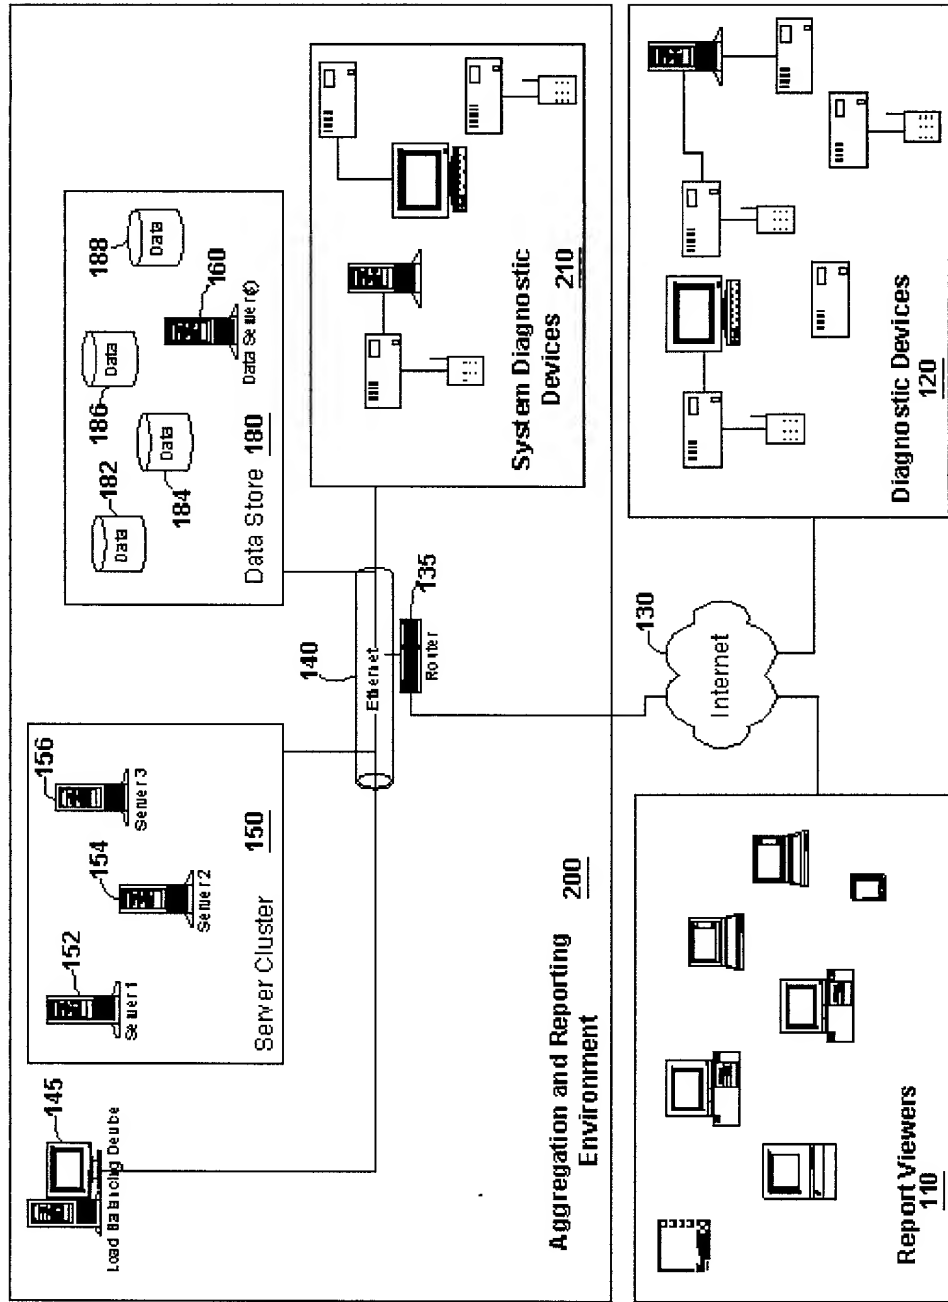 145
Load Balancing Device
152
Server 1
154
Server 2
156
Server 3
Server Cluster 150
182
Data
184
Data
186
Data
188
Data
160
Data Server(s)
Data Store 180
140
Ethernet
135
Router
System Diagnostic
Devices 210
Aggregation and Reporting
Environment
200
130
Internet
Report Viewers
110
Diagnostic Devices
120